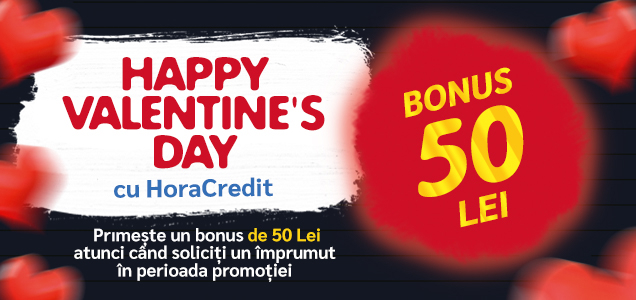 HAPPY
VALENTINE'S
DAY
cu HoraCredit
Primește un bonus de 50 Lei
atunci când soliciți un împrumut
în perioada promoției
BONUS
50
LEI